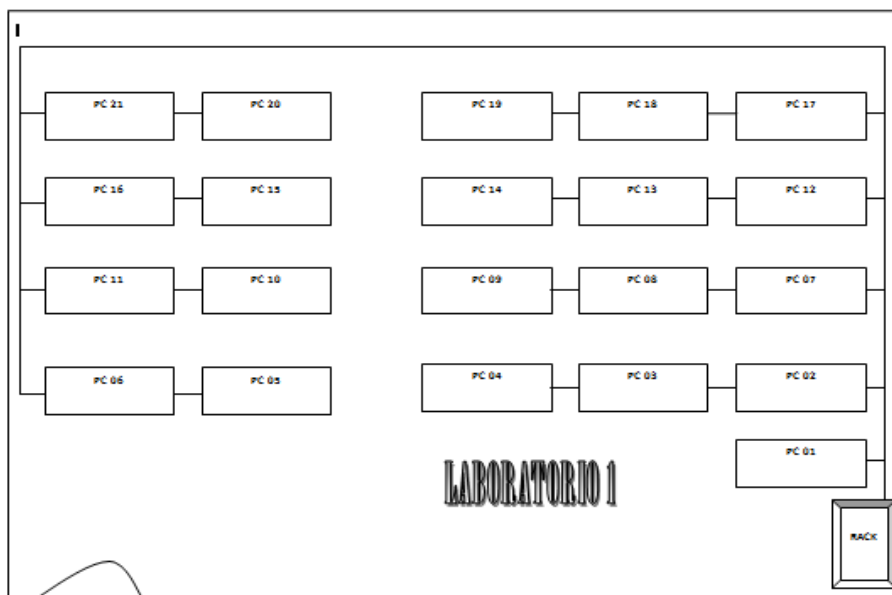 PC 21 PC 20 PC 19 PC 18 PC 17
PC 16 PC 15 PC 14 PC 13 PC 12
PC 11 PC 10 PC 09 PC 08 PC 07
PC 06 PC 05 PC 04 PC 03 PC 02
PC 01
LABORATORIO 1
RACK